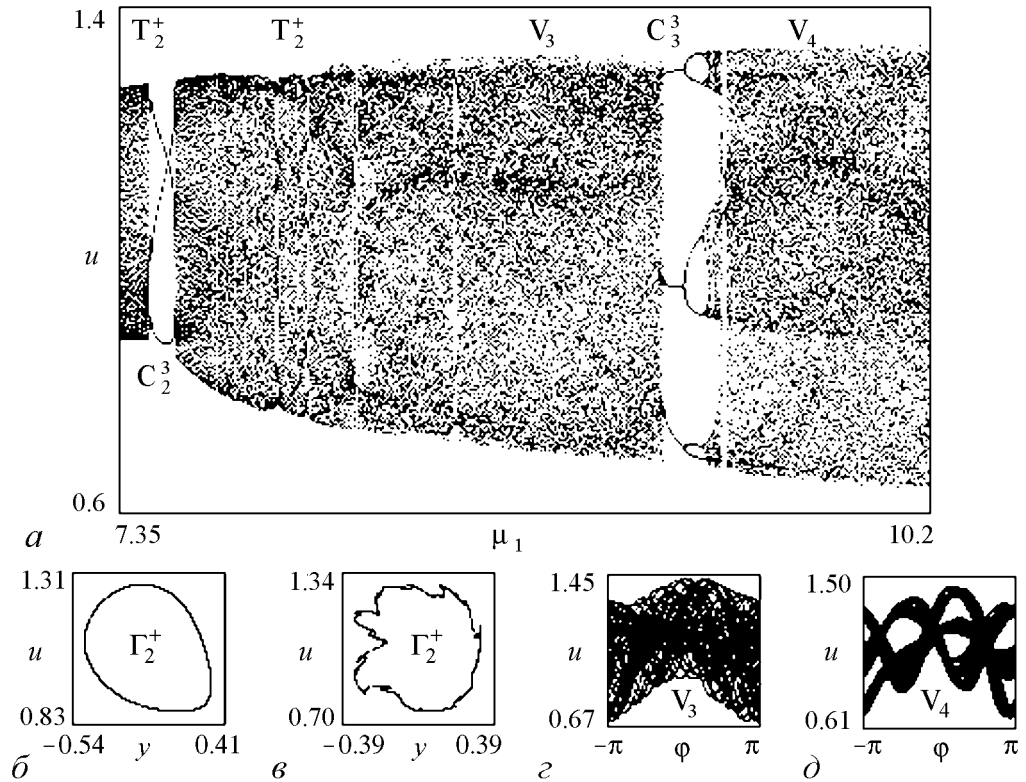 1.4
T₂⁺ T₂⁺ V₃ C₃³ V₄
u
C₂³
0.6
а 7.35 μ₁ 10.2
1.31 1.34 1.45 1.50
u Γ₂⁺ u Γ₂⁺ u u
V₃ V₄
0.83 0.70 0.67 0.61
−0.54 y 0.41 −0.39 y 0.39 −π φ π −π φ π
б в г д